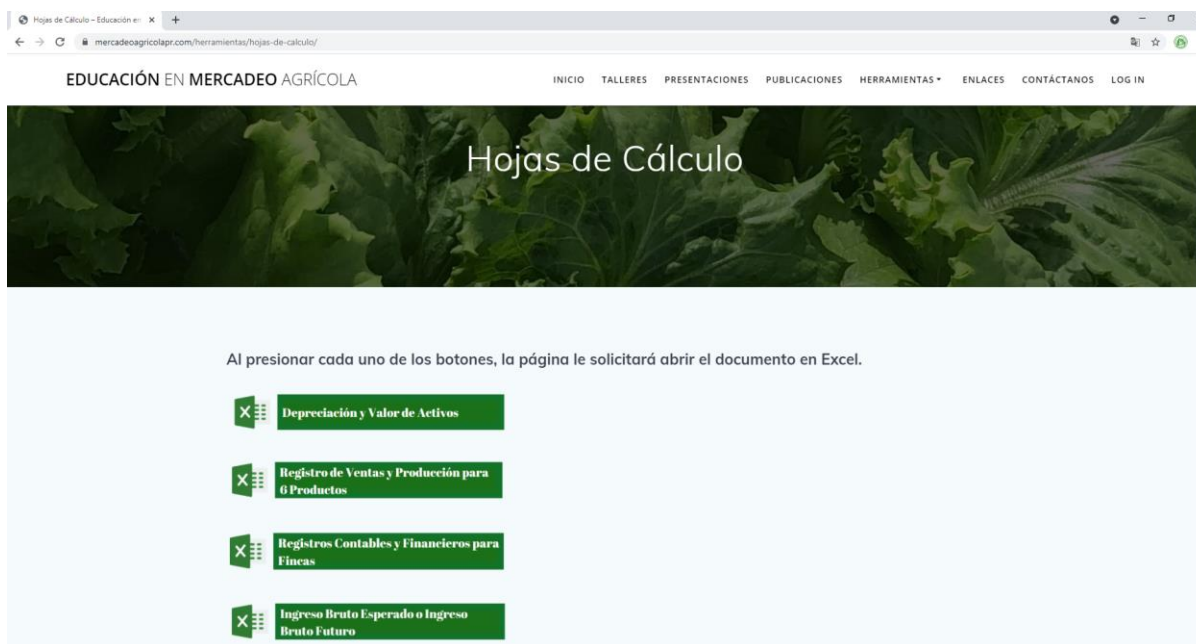 Hojas de Cálculo – Educación en
mercadeoagricolapr.com/herramientas/hojas-de-calculo/
EDUCACIÓN EN MERCADEO AGRÍCOLA
INICIO TALLERES PRESENTACIONES PUBLICACIONES HERRAMIENTAS ENLACES CONTÁCTANOS LOG IN
Hojas de Cálculo
Al presionar cada uno de los botones, la página le solicitará abrir el documento en Excel.
Depreciación y Valor de Activos
Registro de Ventas y Producción para
6 Productos
Registros Contables y Financieros para
Fincas
Ingreso Bruto Esperado o Ingreso
Bruto Futuro